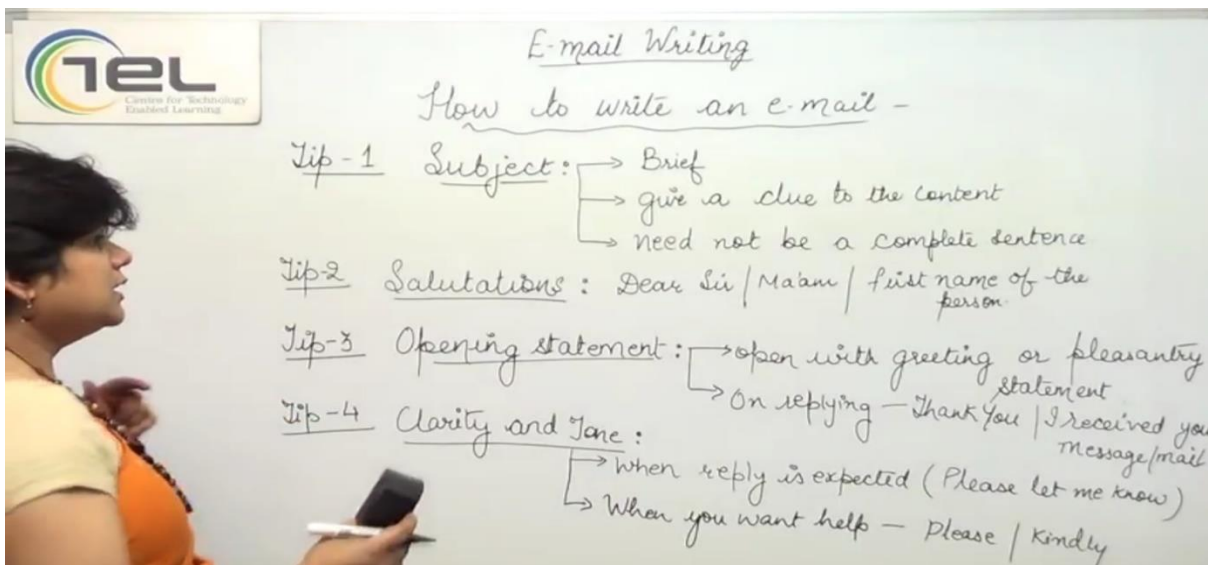 TEL
Centre for Technology
Enabled Learning
E-mail Writing
How to write an e-mail -
Tip-1 Subject: → Brief
→ give a clue to the content
→ need not be a complete sentence
Tip-2 Salutations: Dear Sir / Ma'am / first name of the
person.
Tip-3 Opening statement: → open with greeting or pleasantry
statement
→ On replying - Thank You / I received you
message/mail
Tip-4 Clarity and Tone:
→ When reply is expected (Please let me know)
→ When you want help - Please / Kindly